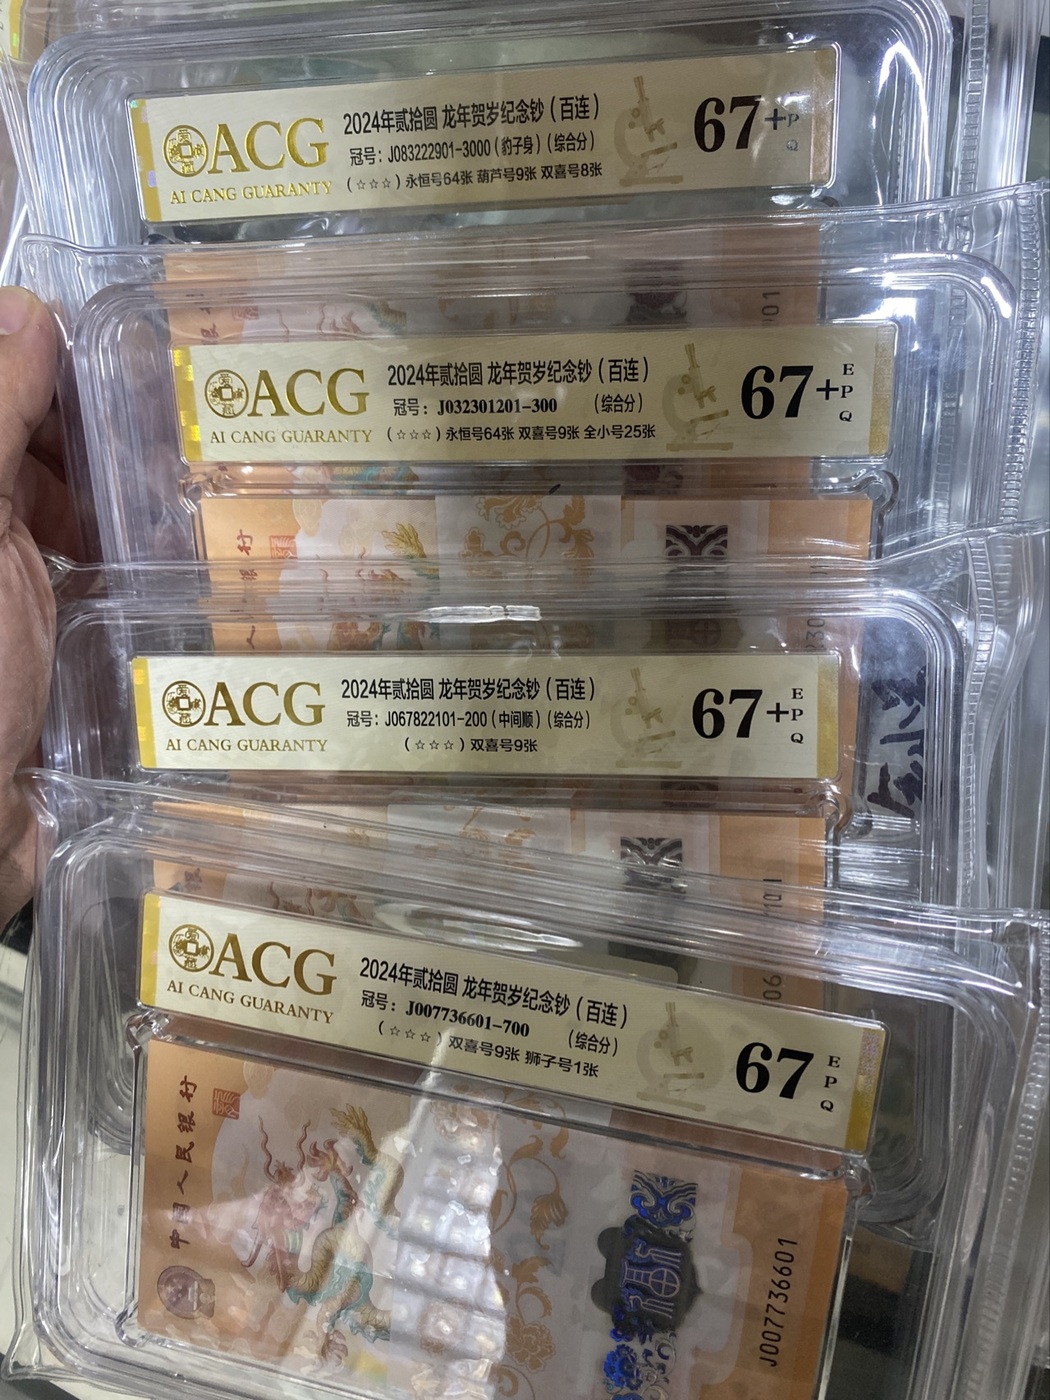 ACG
AI CANG GUARANTY
2024年贰拾圆 龙年贺岁纪念钞(百连)
冠号:J083222901-3000(豹子身)(综合分)
(☆☆☆)永恒号64张 葫芦号9张 双喜号8张
67+
P
Q
01
ACG
AI CANG GUARANTY
2024年贰拾圆 龙年贺岁纪念钞(百连)
冠号:J032301201-300 (综合分)
(☆☆☆)永恒号64张 双喜号9张 全小号25张
67+
E
P
Q
ACG
AI CANG GUARANTY
2024年贰拾圆 龙年贺岁纪念钞(百连)
冠号:J067822101-200(中间顺)(综合分)
(☆☆☆)双喜号9张
67+
E
P
Q
ACG
AI CANG GUARANTY
2024年贰拾圆 龙年贺岁纪念钞(百连)
冠号:J007736601-700 (综合分)
(☆☆☆)双喜号9张 狮子号1张
67
E
P
Q
中国人民银行
J007736601